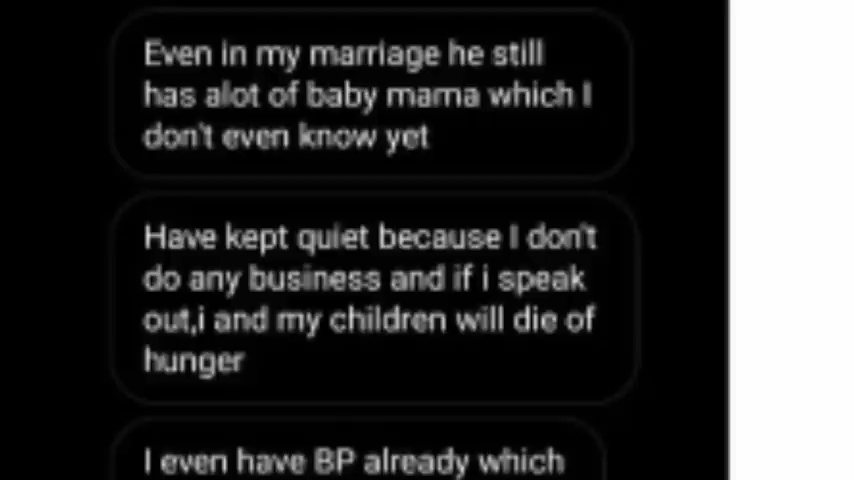 Even in my marriage he still
has alot of baby mama which I
don't even know yet
Have kept quiet because I don't
do any business and if i speak
out,i and my children will die of
hunger
I even have BP already which